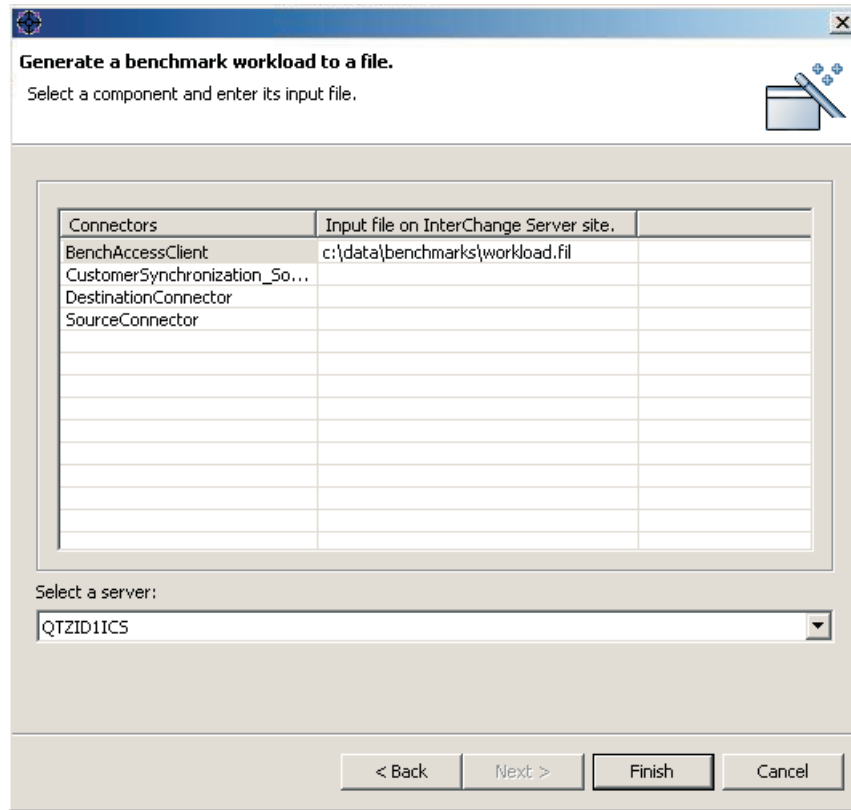 Generate a benchmark workload to a file.
Select a component and enter its input file.
Connectors Input file on InterChange Server site.
BenchAccessClient c:\data\benchmarks\workload.fil
CustomerSynchronization_So...
DestinationConnector
SourceConnector
Select a server:
QTZID1ICS
< Back Next > Finish Cancel